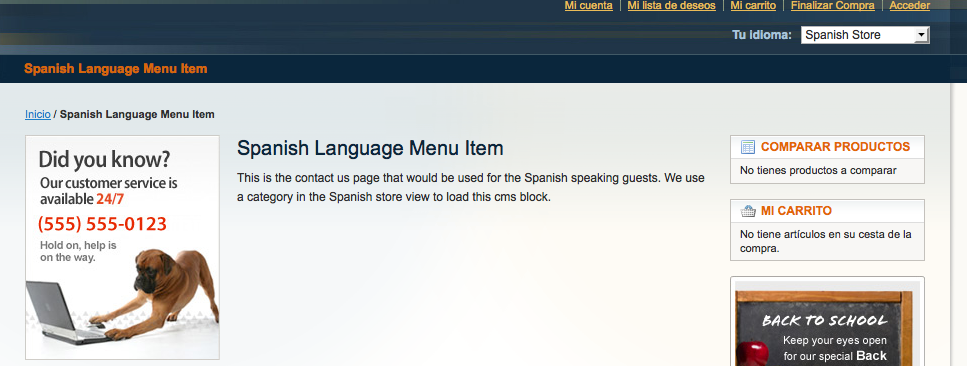 Mi cuenta | Mi lista de deseos | Mi carrito | Finalizar Compra | Acceder
Tu idioma: Spanish Store
Spanish Language Menu Item
Inicio / Spanish Language Menu Item
Did you know?
Our customer service is
available 24/7
(555) 555-0123
Hold on, help is
on the way.
Spanish Language Menu Item
This is the contact us page that would be used for the Spanish speaking guests. We use
a category in the Spanish store view to load this cms block.
COMPARAR PRODUCTOS
No tienes productos a comparar
MI CARRITO
No tiene artículos en su cesta de la
compra.
BACK TO SCHOOL
Keep your eyes open
for our special Back